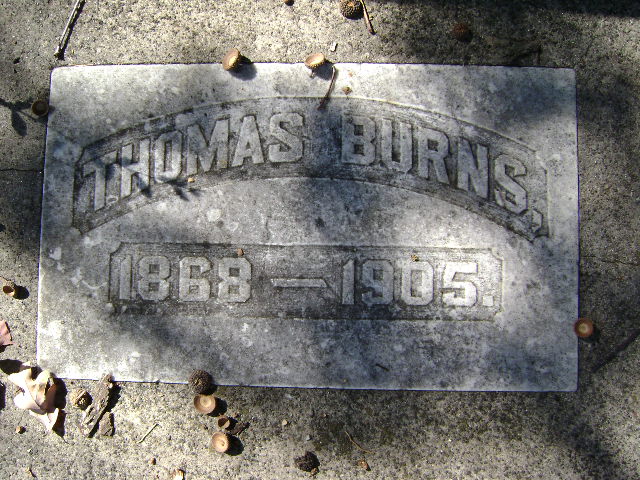 THOMAS BURNS,
1868 — 1905.